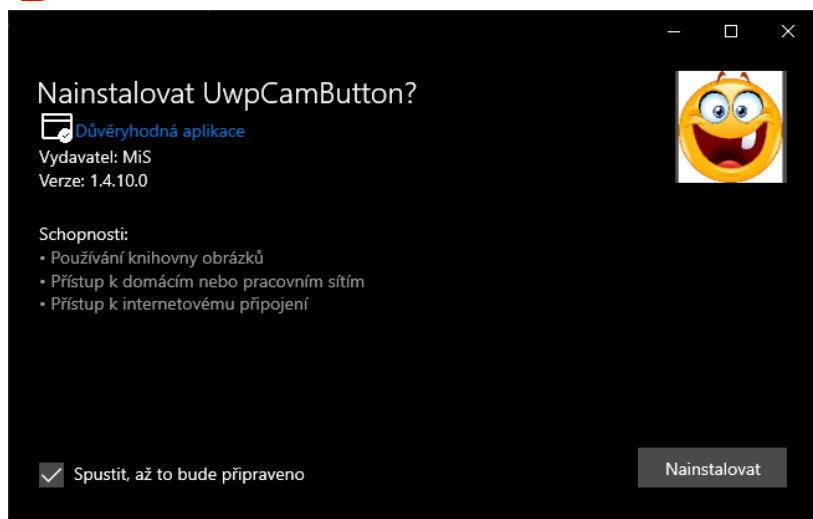 Nainstalovat UwpCamButton?
Důvěryhodná aplikace
Vydavatel: MiS
Verze: 1.4.10.0
Schopnosti:
• Používání knihovny obrázků
• Přístup k domácím nebo pracovním sítím
• Přístup k internetovému připojení
Spustit, až to bude připraveno
Nainstalovat